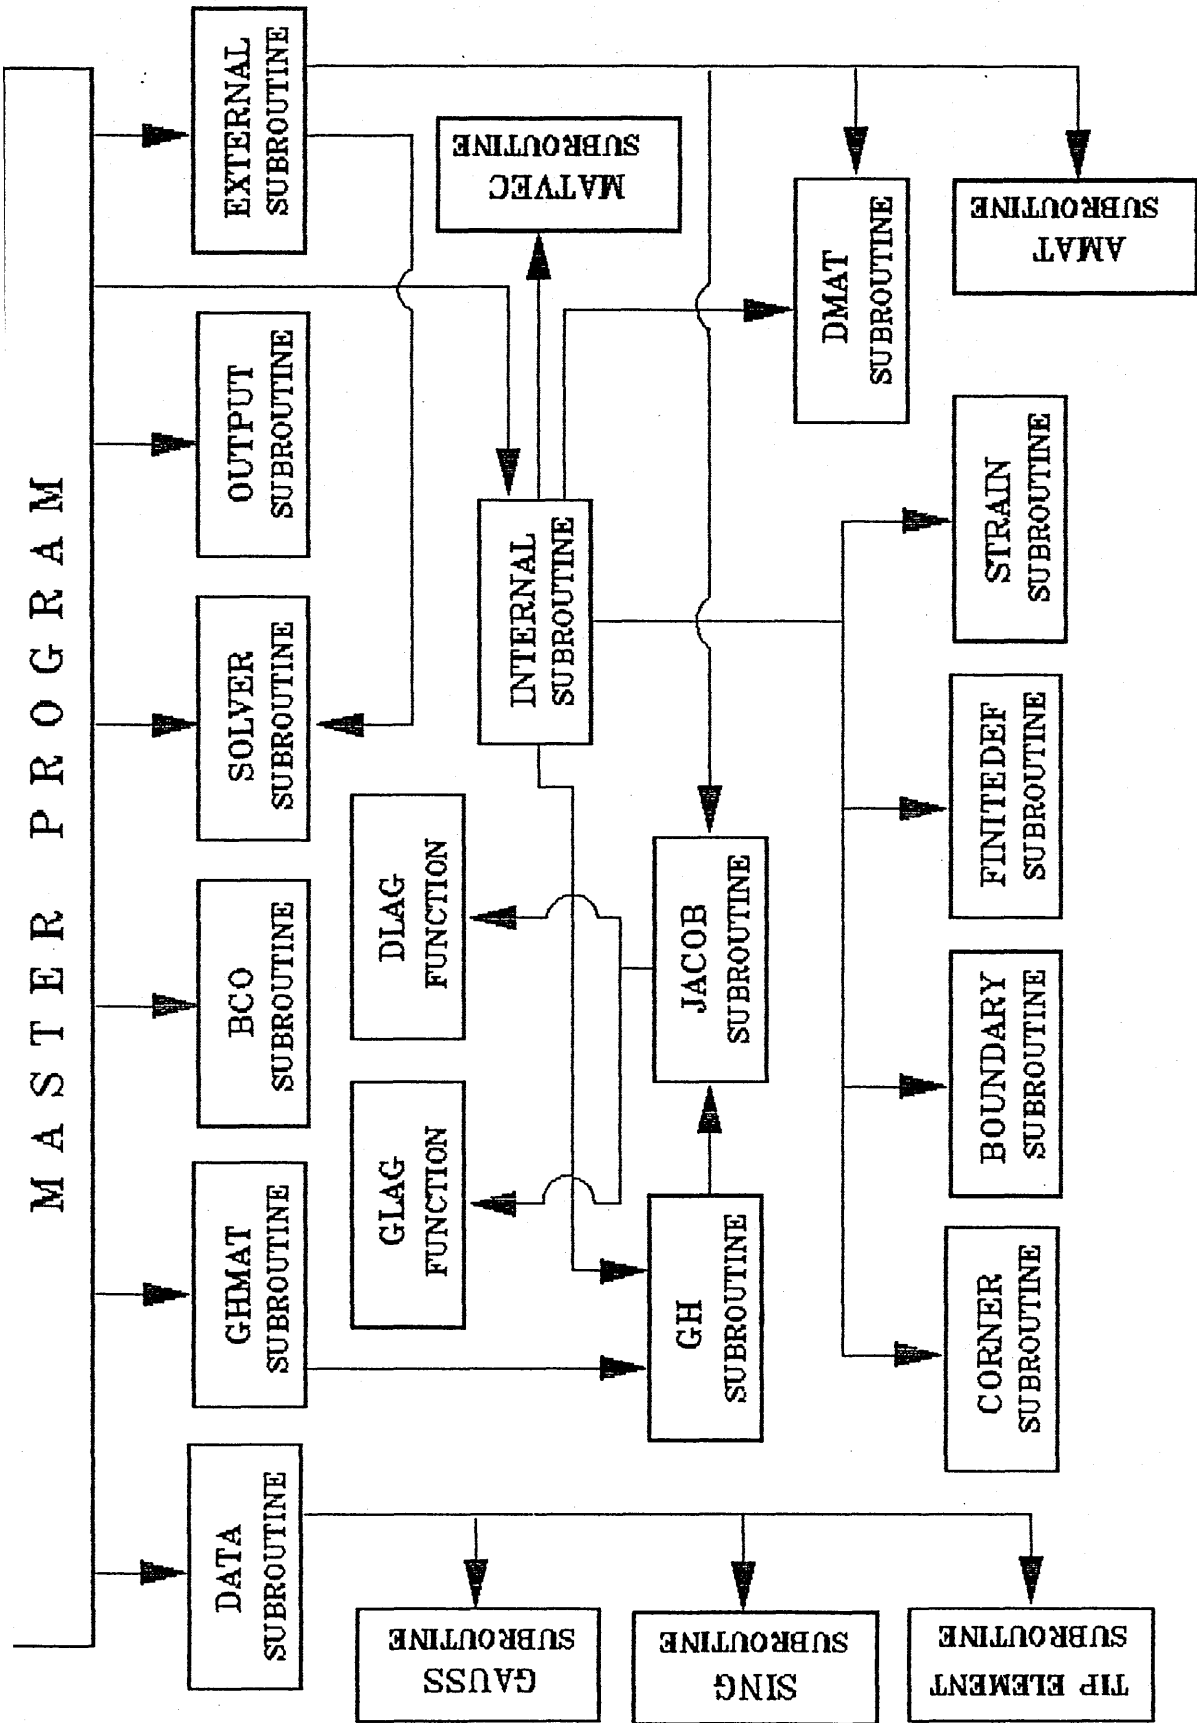 MASTER PROGRAM
DATA
SUBROUTINE
GHMAT
SUBROUTINE
BCO
SUBROUTINE
SOLVER
SUBROUTINE
OUTPUT
SUBROUTINE
EXTERNAL
SUBROUTINE
GAUSS
SUBROUTINE
GLAG
FUNCTION
DLAG
FUNCTION
INTERNAL
SUBROUTINE
MATVEC
SUBROUTINE
SING
SUBROUTINE
GH
SUBROUTINE
JACOB
SUBROUTINE
DMAT
SUBROUTINE
TIP ELEMENT
SUBROUTINE
CORNER
SUBROUTINE
BOUNDARY
SUBROUTINE
FINITEDEF
SUBROUTINE
STRAIN
SUBROUTINE
AMAT
SUBROUTINE